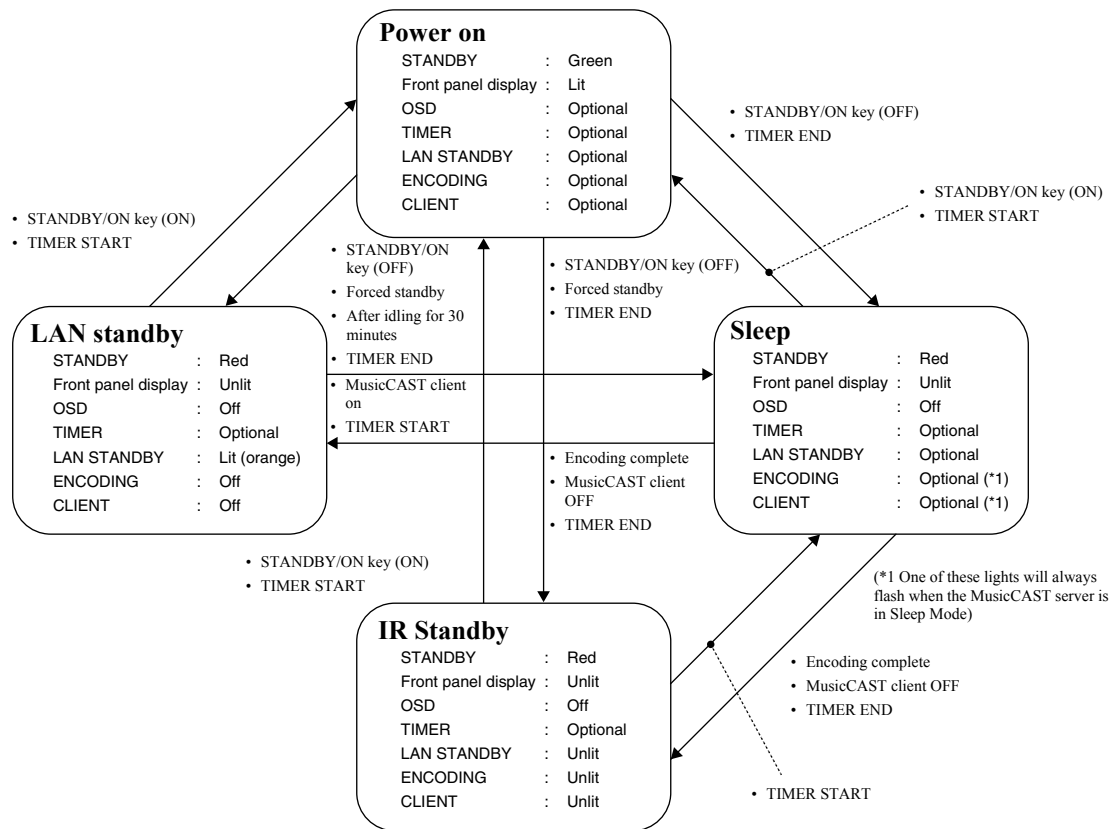 Power on
STANDBY : Green
Front panel display : Lit
OSD : Optional
TIMER : Optional
LAN STANDBY : Optional
ENCODING : Optional
CLIENT : Optional
• STANDBY/ON key (OFF)
• TIMER END
• STANDBY/ON key (ON)
• TIMER START
• STANDBY/ON key (ON)
• TIMER START
• STANDBY/ON
key (OFF)
• Forced standby
• After idling for 30
minutes
• TIMER END
• STANDBY/ON key (OFF)
• Forced standby
• TIMER END
LAN standby
STANDBY : Red
Front panel display : Unlit
OSD : Off
TIMER : Optional
LAN STANDBY : Lit (orange)
ENCODING : Off
CLIENT : Off
• MusicCAST client
on
• TIMER START
Sleep
STANDBY : Red
Front panel display : Unlit
OSD : Off
TIMER : Optional
LAN STANDBY : Optional
ENCODING : Optional (*1)
CLIENT : Optional (*1)
• Encoding complete
• MusicCAST client
OFF
• TIMER END
• STANDBY/ON key (ON)
• TIMER START
(*1 One of these lights will always
flash when the MusicCAST server is
in Sleep Mode)
IR Standby
STANDBY : Red
Front panel display : Unlit
OSD : Off
TIMER : Optional
LAN STANDBY : Unlit
ENCODING : Unlit
CLIENT : Unlit
• Encoding complete
• MusicCAST client OFF
• TIMER END
• TIMER START